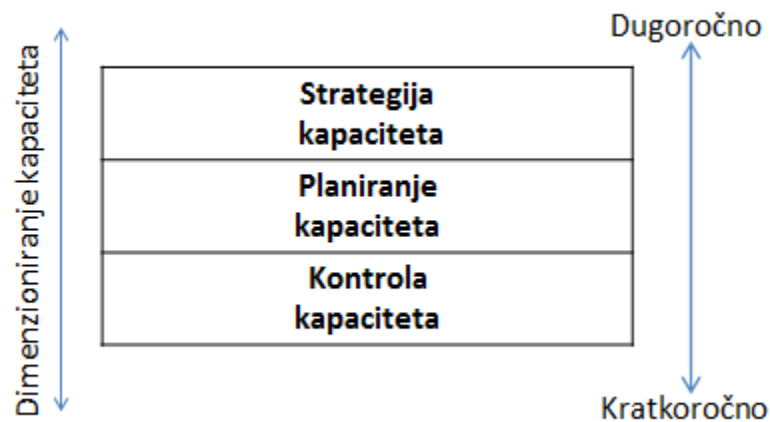 Dugoročno
Dimenzioniranje kapaciteta
Strategija
kapaciteta
Planiranje
kapaciteta
Kontrola
kapaciteta
Kratkoročno